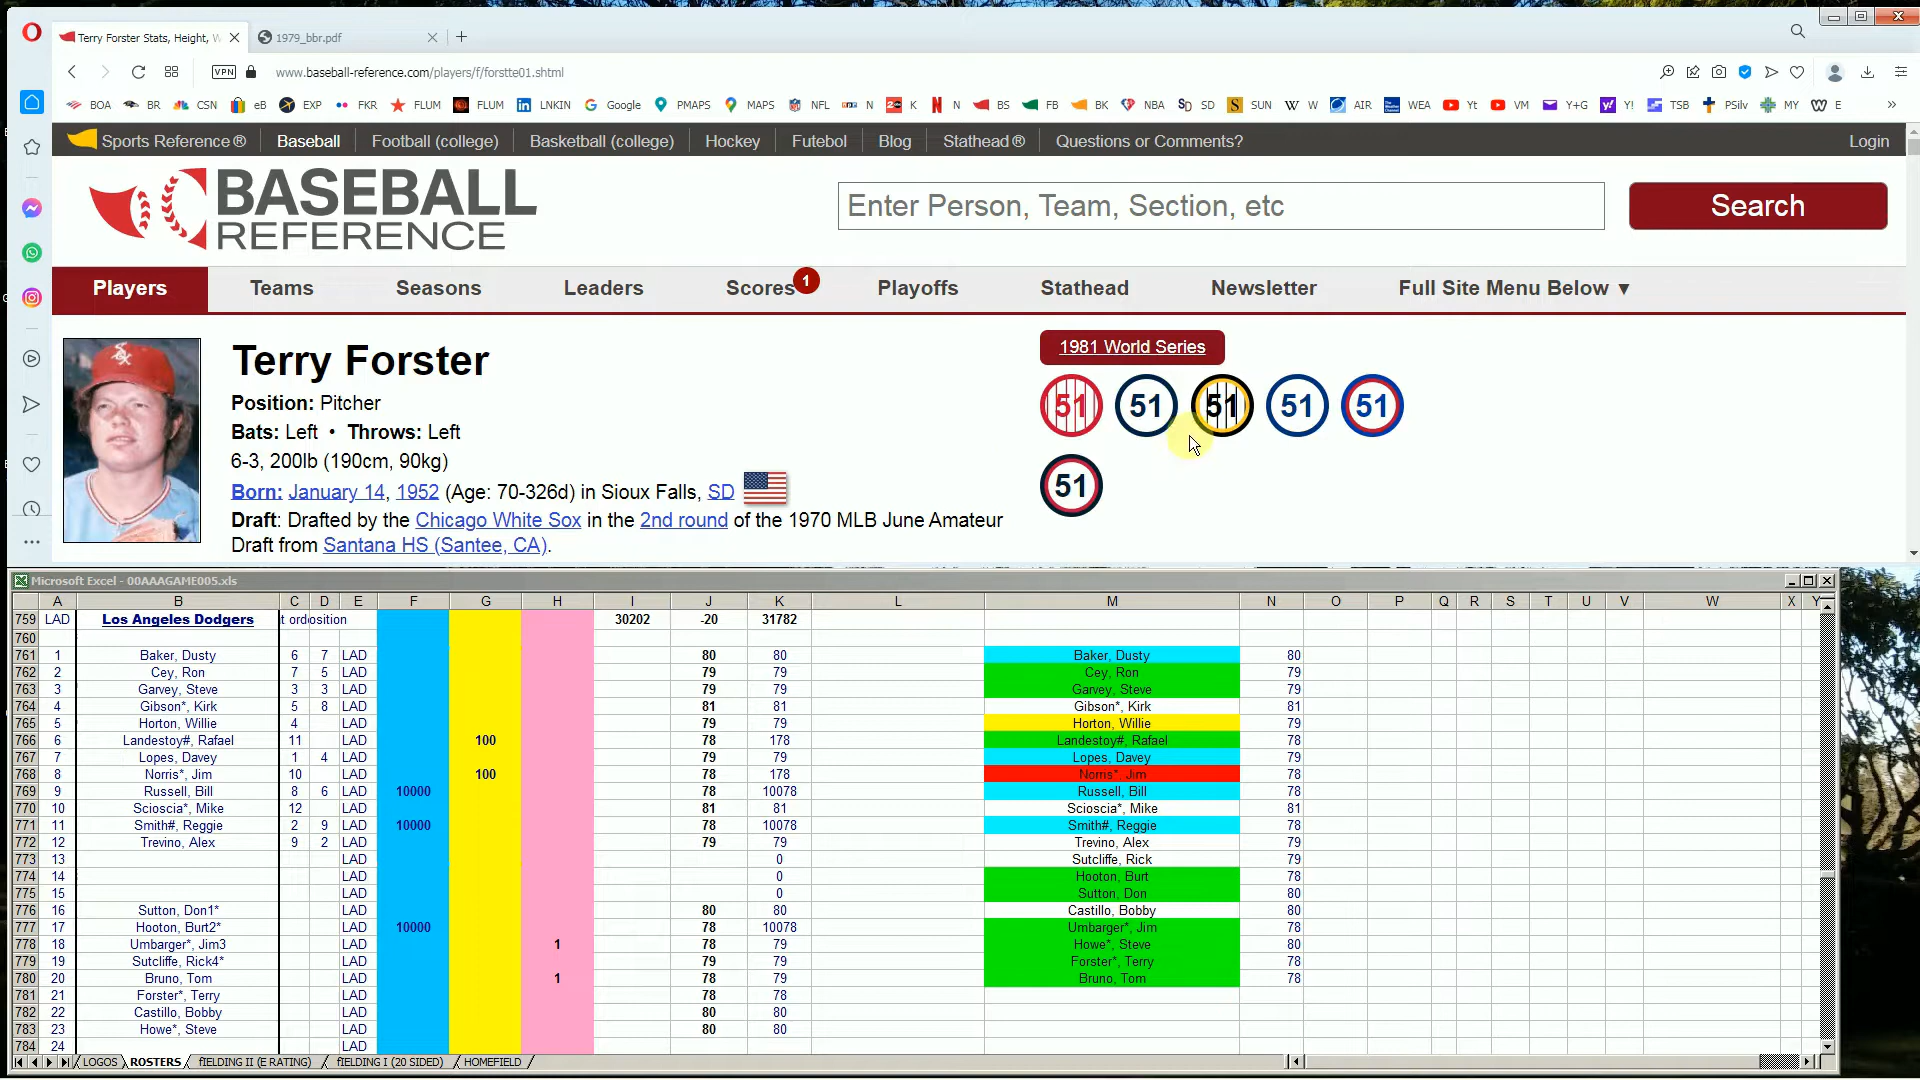 Terry Forster Stats, Height, W
1979_bbr.pdf
VPN
www.baseball-reference.com/players/f/forstte01.shtml
BOA BR CSN eB EXP FKR FLUM FLUM LNKIN Google PMAPS MAPS NFL N K N BS FB BK NBA SD SUN W AIR WEA Yt VM Y+G Y! TSB PSilv MY E
Sports Reference ® Baseball Football (college) Basketball (college) Hockey Futebol Blog Stathead ® Questions or Comments? Login
BASEBALL
REFERENCE
Enter Person, Team, Section, etc
Search
Players Teams Seasons Leaders Scores 1 Playoffs Stathead Newsletter Full Site Menu Below ▼
Terry Forster
Position: Pitcher
Bats: Left • Throws: Left
6-3, 200lb (190cm, 90kg)
Born: January 14, 1952 (Age: 70-326d) in Sioux Falls, SD
Draft: Drafted by the Chicago White Sox in the 2nd round of the 1970 MLB June Amateur
Draft from Santana HS (Santee, CA).
1981 World Series
51 51 51 51 51
51
Microsoft Excel - 00AAAGAME005.xls
A B C D E F G H I J K L M N O P Q R S T U V W X Y
759 LAD Los Angeles Dodgers t ordosition 30202 -20 31782
760
761 1 Baker, Dusty 6 7 LAD 80 80 Baker, Dusty 80
762 2 Cey, Ron 7 5 LAD 79 79 Cey, Ron 79
763 3 Garvey, Steve 3 3 LAD 79 79 Garvey, Steve 79
764 4 Gibson*, Kirk 5 8 LAD 81 81 Gibson*, Kirk 81
765 5 Horton, Willie 4 LAD 79 79 Horton, Willie 79
766 6 Landestoy#, Rafael 11 LAD 100 78 178 Landestoy#, Rafael 78
767 7 Lopes, Davey 1 4 LAD 79 79 Lopes, Davey 79
768 8 Norris*, Jim 10 LAD 100 78 178 Norris*, Jim 78
769 9 Russell, Bill 8 6 LAD 10000 78 10078 Russell, Bill 78
770 10 Scioscia*, Mike 12 LAD 81 81 Scioscia*, Mike 81
771 11 Smith#, Reggie 2 9 LAD 10000 78 10078 Smith#, Reggie 78
772 12 Trevino, Alex 9 2 LAD 79 79 Trevino, Alex 79
773 13 LAD 0 Sutcliffe, Rick 79
774 14 LAD 0 Hooton, Burt 78
775 15 LAD 0 Sutton, Don 80
776 16 Sutton, Don1* LAD 80 80 Castillo, Bobby 80
777 17 Hooton, Burt2* LAD 10000 78 10078 Umbarger*, Jim 78
778 18 Umbarger*, Jim3 LAD 1 78 79 Howe*, Steve 80
779 19 Sutcliffe, Rick4* LAD 79 79 Forster*, Terry 78
780 20 Bruno, Tom LAD 1 78 79 Bruno, Tom 78
781 21 Forster*, Terry LAD 78 78
782 22 Castillo, Bobby LAD 80 80
783 23 Howe*, Steve LAD 80 80
784 24 LAD
LOGOS ROSTERS fIELDING II (E RATING) fIELDING I (20 SIDED) HOMEFIELD